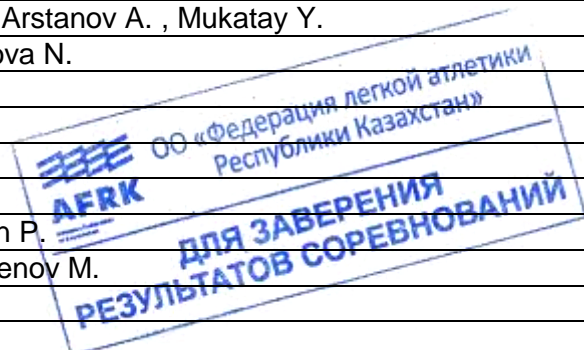 Arstanov A. , Mukatay Y.
ova N.
ОО «Федерация легкой атлетики
Республики Казахстан»
AFRK
n P.
ДЛЯ ЗАВЕРЕНИЯ
enov M.
РЕЗУЛЬТАТОВ СОРЕВНОВАНИЙ